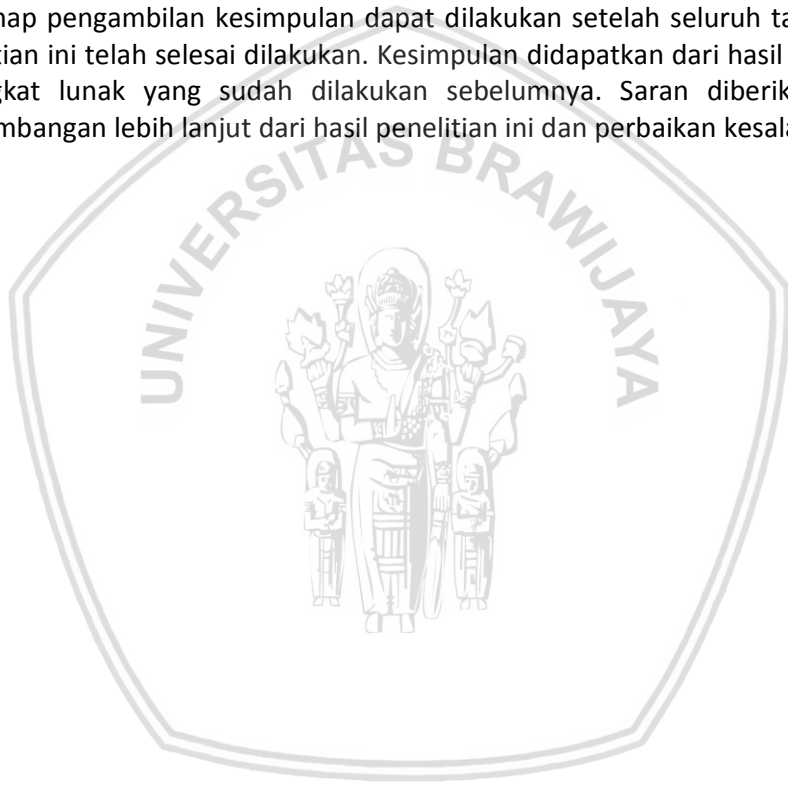 hap pengambilan kesimpulan dapat dilakukan setelah seluruh ta
tian ini telah selesai dilakukan. Kesimpulan didapatkan dari hasil
gkat lunak yang sudah dilakukan sebelumnya. Saran diberik
mbangan lebih lanjut dari hasil penelitian ini dan perbaikan kesala
UNIVERSITAS BRAWIJAYA